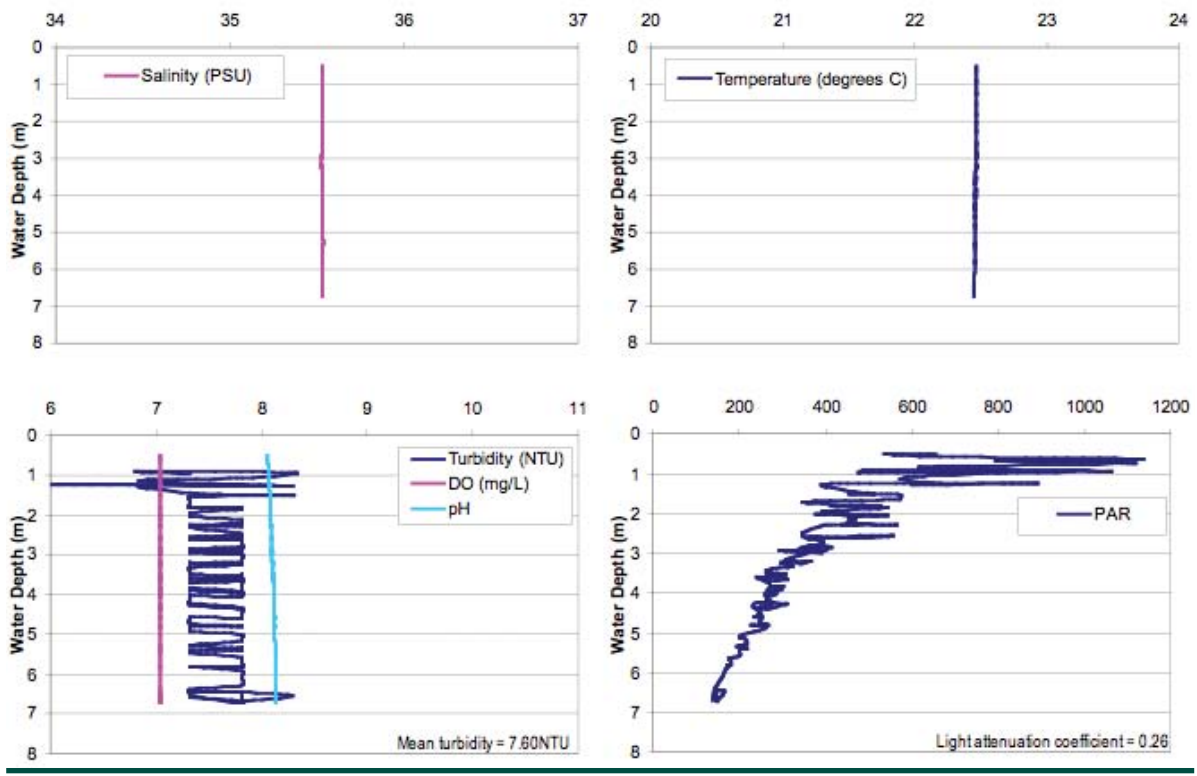 34 35 36 37
0
1
2
3
4
5
6
7
8
Water Depth (m)
Salinity (PSU)
20 21 22 23 24
0
1
2
3
4
5
6
7
8
Water Depth (m)
Temperature (degrees C)
6 7 8 9 10 11
0
1
2
3
4
5
6
7
8
Water Depth (m)
Turbidity (NTU)
DO (mg/L)
pH
Mean turbidity = 7.60NTU
0 200 400 600 800 1000 1200
0
1
2
3
4
5
6
7
8
Water Depth (m)
PAR
Light attenuation coefficient = 0.26